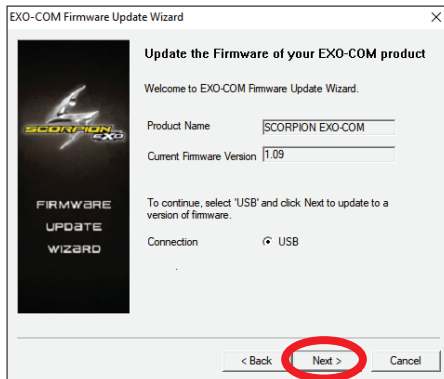 EXO-COM Firmware Update Wizard
Update the Firmware of your EXO-COM product
Welcome to EXO-COM Firmware Update Wizard.
Product Name SCORPION EXO-COM
Current Firmware Version 1.09
SCORPION
EXO
FIRMWARE
UPDATE
WIZARD
To continue, select 'USB' and click Next to update to a
version of firmware.
Connection USB
< Back Next > Cancel